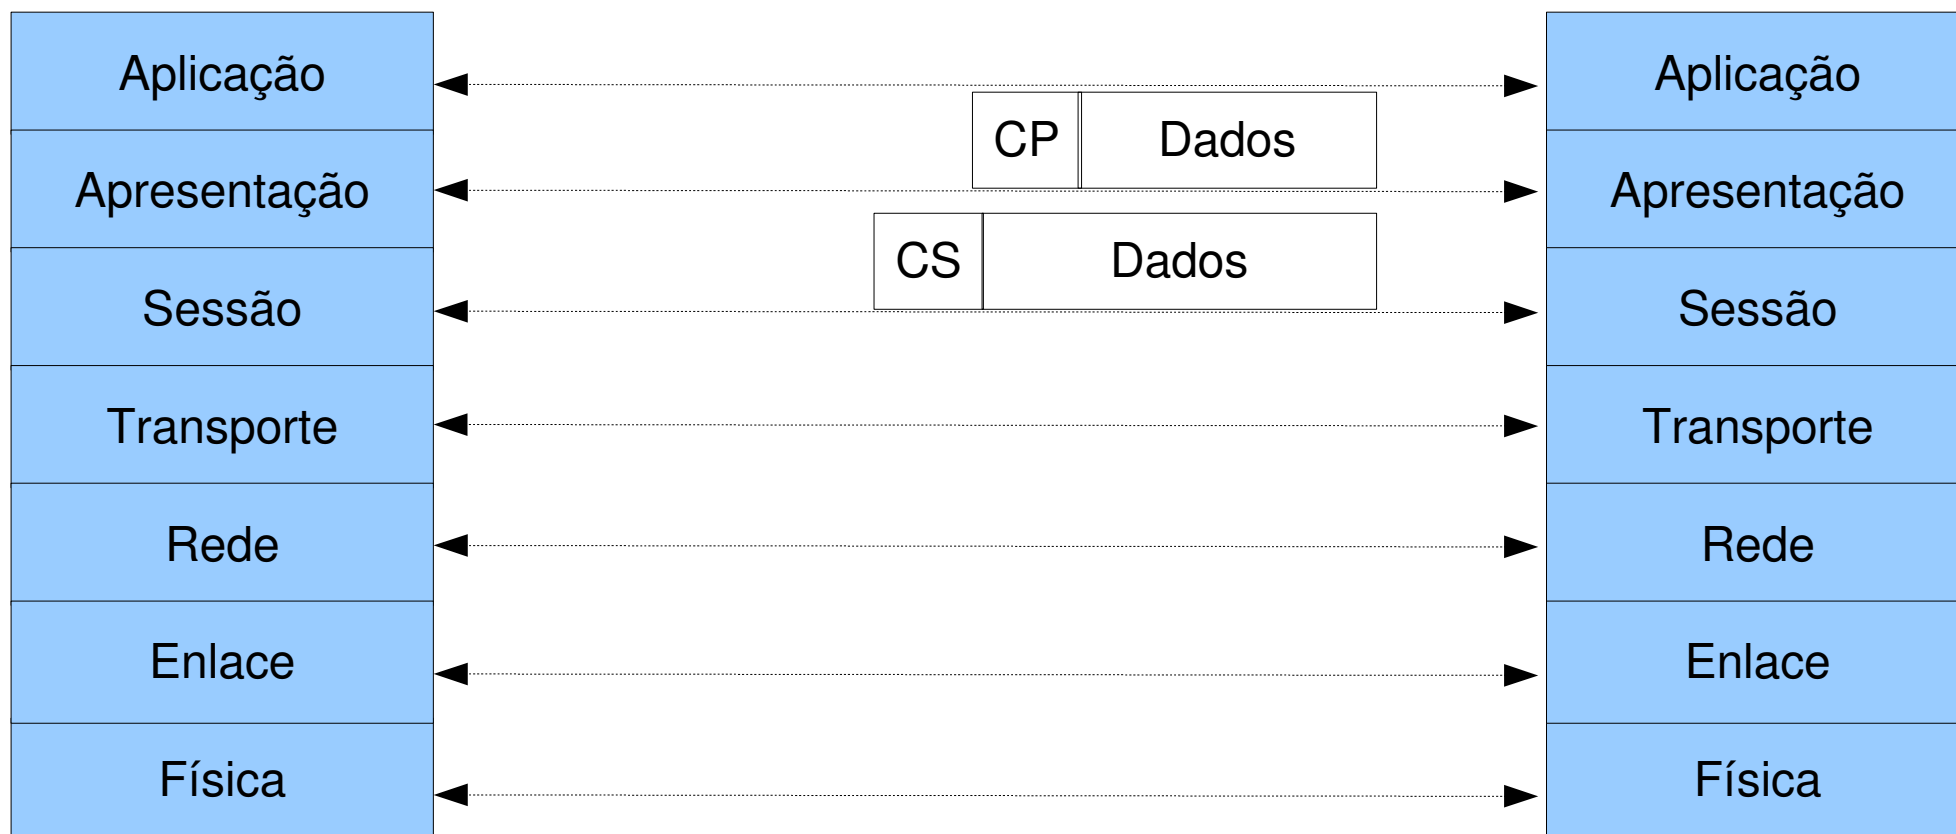 Aplicação
Aplicação
CP Dados
Apresentação
Apresentação
CS Dados
Sessão
Sessão
Transporte
Transporte
Rede
Rede
Enlace
Enlace
Física
Física